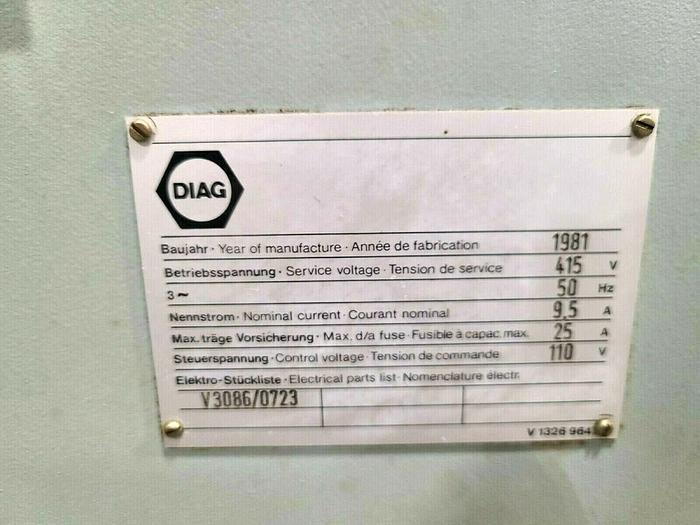 DIAG
Baujahr · Year of manufacture · Année de fabrication 1981
Betriebsspannung · Service voltage · Tension de service 415 V
3~ 50 Hz
Nennstrom · Nominal current · Courant nominal 9,5 A
Max. träge Vorsicherung · Max. d/a fuse · Fusible à capac. max. 25 A
Steuerspannung · Control voltage · Tension de commande 110 V
Elektro-Stückliste · Electrical parts list · Nomenclature électr.
V3086/0723
V 1326 964